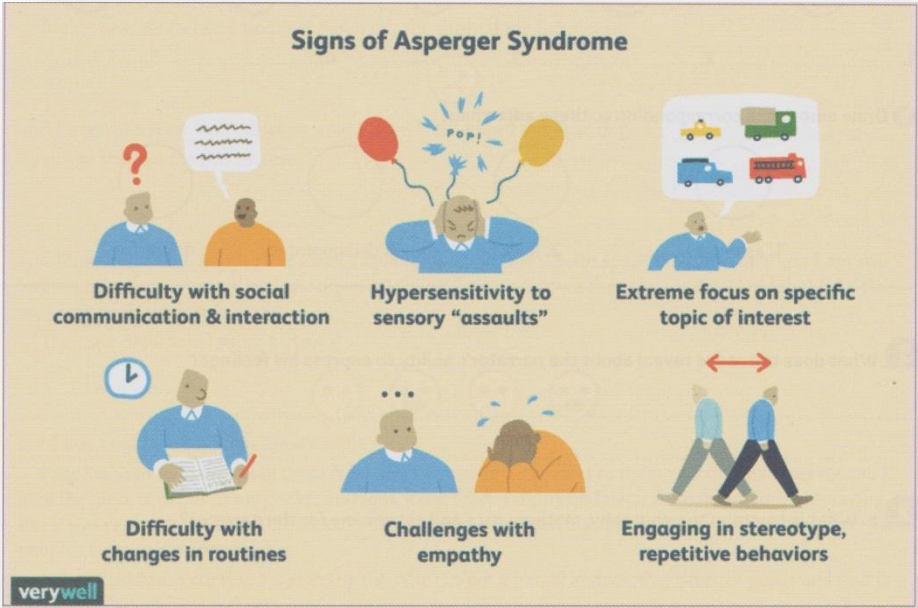 Signs of Asperger Syndrome
POP!
Difficulty with social
communication & interaction
Hypersensitivity to
sensory “assaults”
Extreme focus on specific
topic of interest
Difficulty with
changes in routines
Challenges with
empathy
Engaging in stereotype,
repetitive behaviors
verywell